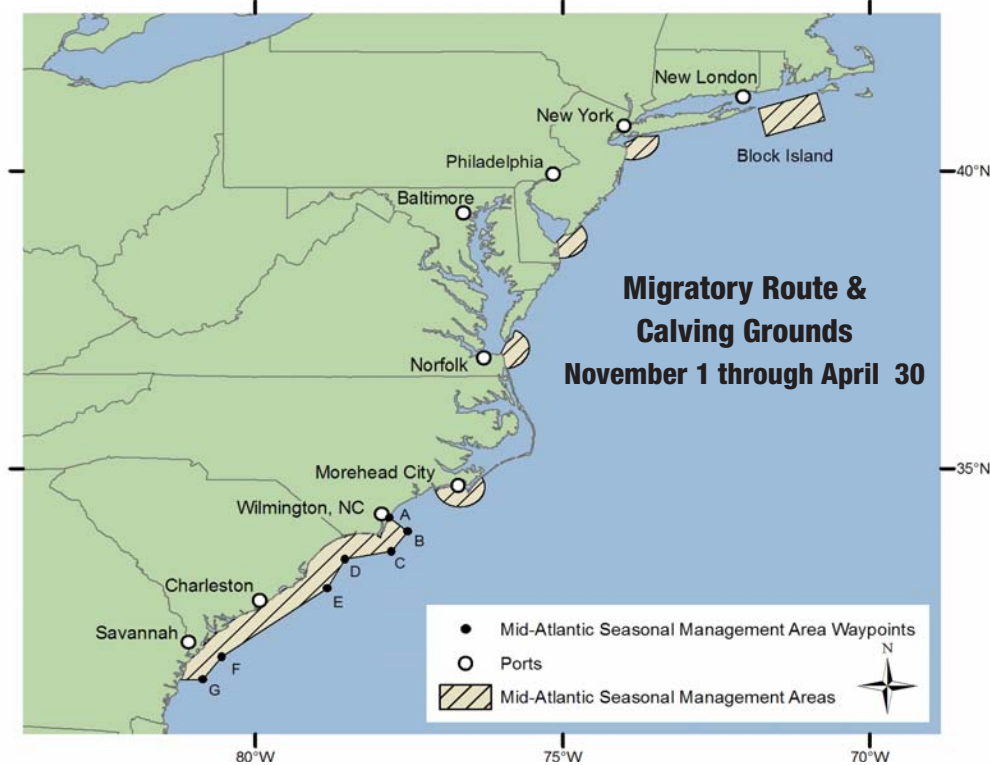 New London
New York
Block Island
Philadelphia
40°N
Baltimore
Migratory Route &
Calving Grounds
November 1 through April 30
Norfolk
35°N
Morehead City
Wilmington, NC
A
B
C
D
Charleston
E
Savannah
F
G
N
Mid-Atlantic Seasonal Management Area Waypoints
Ports
Mid-Atlantic Seasonal Management Areas
80°W
75°W
70°W